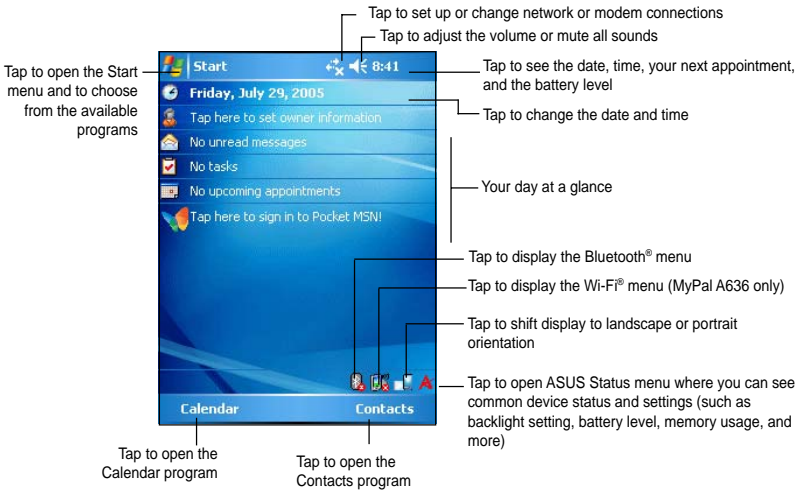 Tap to set up or change network or modem connections
Tap to adjust the volume or mute all sounds
Tap to open the Start
menu and to choose
from the available
programs
Start
8:41
Tap to see the date, time, your next appointment,
and the battery level
Friday, July 29, 2005
Tap to change the date and time
Tap here to set owner information
No unread messages
No tasks
No upcoming appointments
Your day at a glance
Tap here to sign in to Pocket MSN!
Tap to display the Bluetooth® menu
Tap to display the Wi-Fi® menu (MyPal A636 only)
Tap to shift display to landscape or portrait
orientation
Tap to open ASUS Status menu where you can see
common device status and settings (such as
backlight setting, battery level, memory usage, and
more)
Calendar
Contacts
Tap to open the
Calendar program
Tap to open the
Contacts program